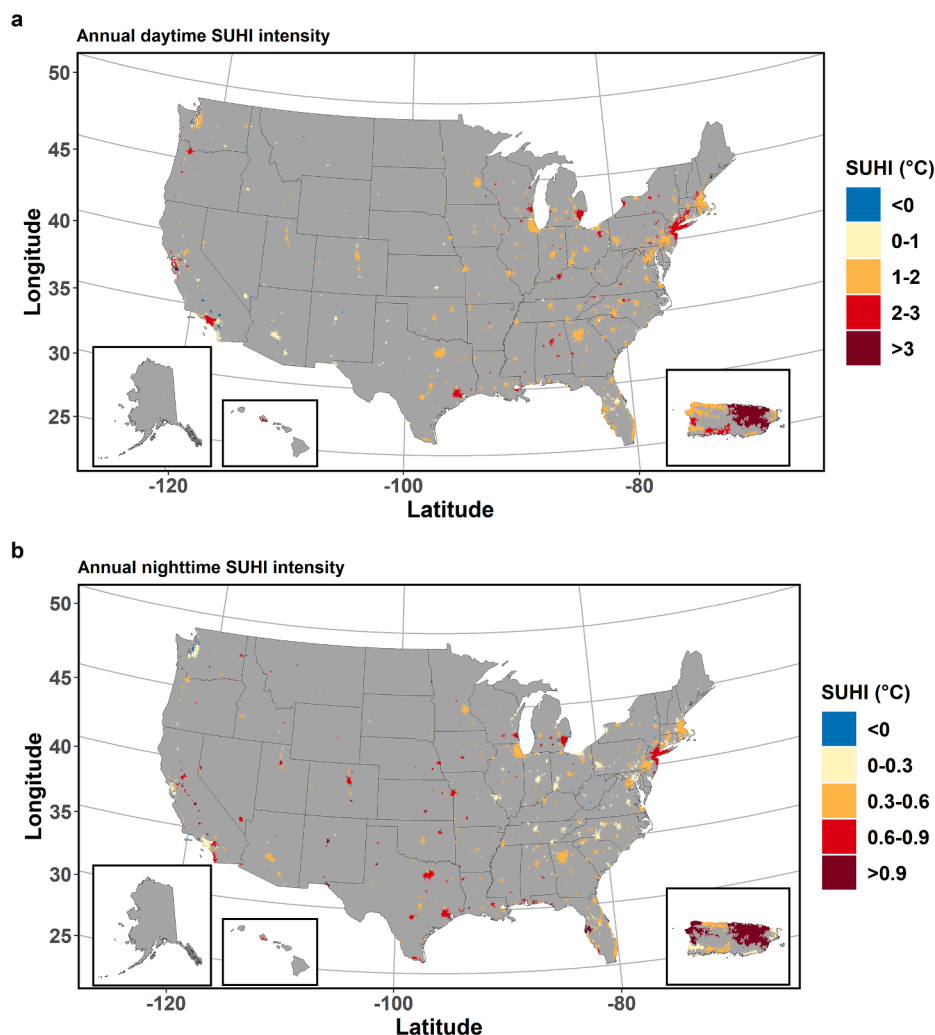 a
Annual daytime SUHI intensity
50
45
40
35
30
25
Longitude
-120
-100
-80
Latitude
SUHI (°C)
<0
0-1
1-2
2-3
>3
b
Annual nighttime SUHI intensity
50
45
40
35
30
25
Longitude
-120
-100
-80
Latitude
SUHI (°C)
<0
0-0.3
0.3-0.6
0.6-0.9
>0.9